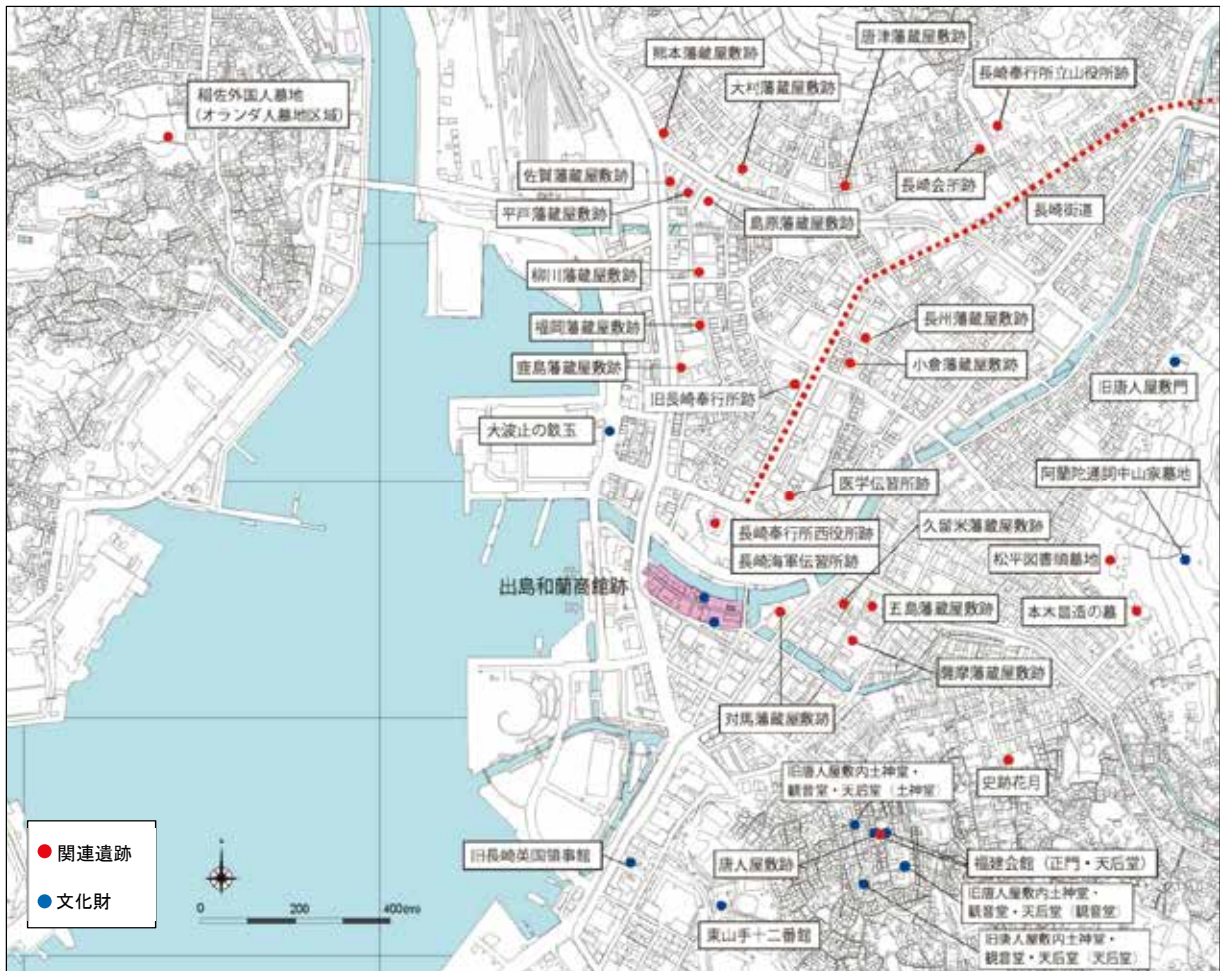 唐津藩蔵屋敷跡
熊本藩蔵屋敷跡
長崎奉行所立山役所跡
大村藩蔵屋敷跡
稲佐外国人墓地
(オランダ人墓地区域)
佐賀藩蔵屋敷跡
長崎会所跡
平戸藩蔵屋敷跡
島原藩蔵屋敷跡
長崎街道
柳川藩蔵屋敷跡
福岡藩蔵屋敷跡
長州藩蔵屋敷跡
鹿島藩蔵屋敷跡
小倉藩蔵屋敷跡
旧唐人屋敷門
旧長崎奉行所跡
大波止の鉄玉
阿蘭陀通詞中山家墓地
医学伝習所跡
久留米藩蔵屋敷跡
長崎奉行所西役所跡
長崎海軍伝習所跡
松平図書頭墓地
出島和蘭商館跡
五島藩蔵屋敷跡
本木昌造の墓
薩摩藩蔵屋敷跡
対馬藩蔵屋敷跡
旧唐人屋敷内土神堂・
観音堂・天后堂(土神堂)
史跡花月
関連遺跡
文化財
0 200 400(m)
旧長崎英国領事館
唐人屋敷跡
福建会館(正門・天后堂)
旧唐人屋敷内土神堂・
観音堂・天后堂(観音堂)
東山手十二番館
旧唐人屋敷内土神堂・
観音堂・天后堂(天后堂)